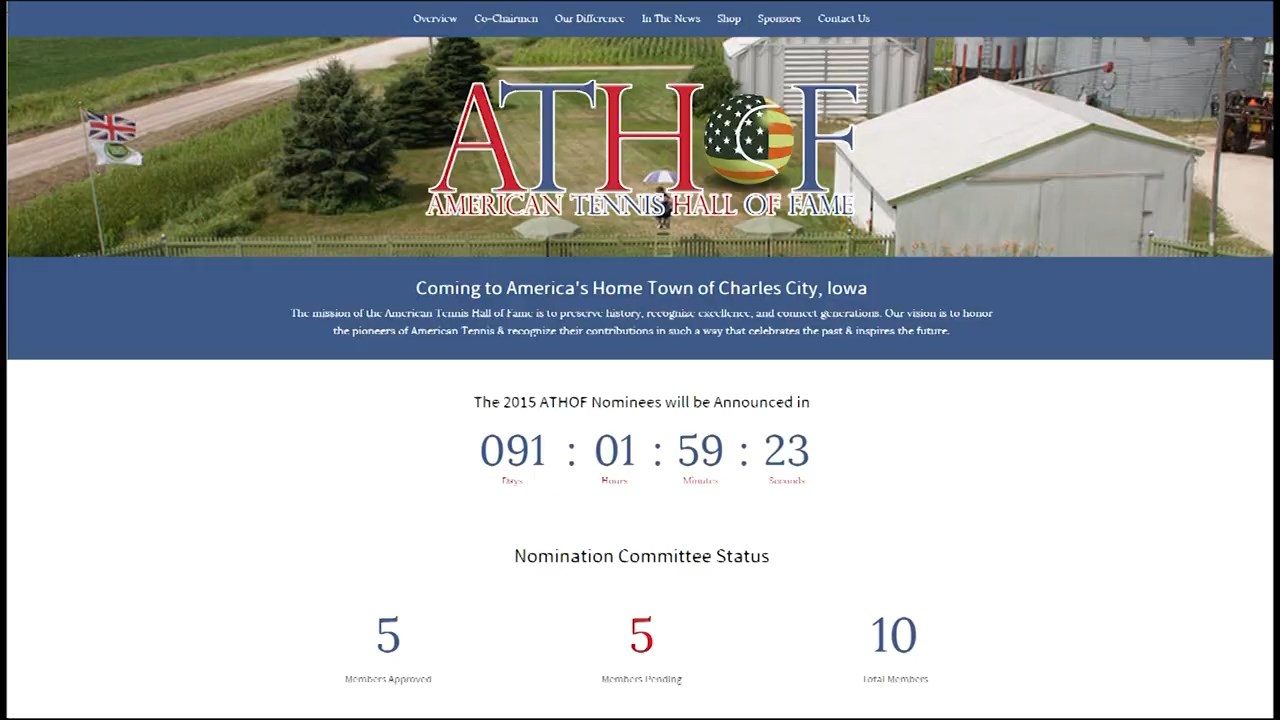 Overview Co-Chairmen Our Difference In The News Shop Sponsors Contact Us
ATHOF
AMERICAN TENNIS HALL OF FAME
Coming to America's Home Town of Charles City, Iowa
The mission of the American Tennis Hall of Fame is to preserve history, recognize excellence, and connect generations. Our vision is to honor
the pioneers of American Tennis & recognize their contributions in such a way that celebrates the past & inspires the future.
The 2015 ATHOF Nominees will be Announced in
091 : 01 : 59 : 23
Days Hours Minutes Seconds
Nomination Committee Status
5 5 10
Members Approved Members Pending Total Members